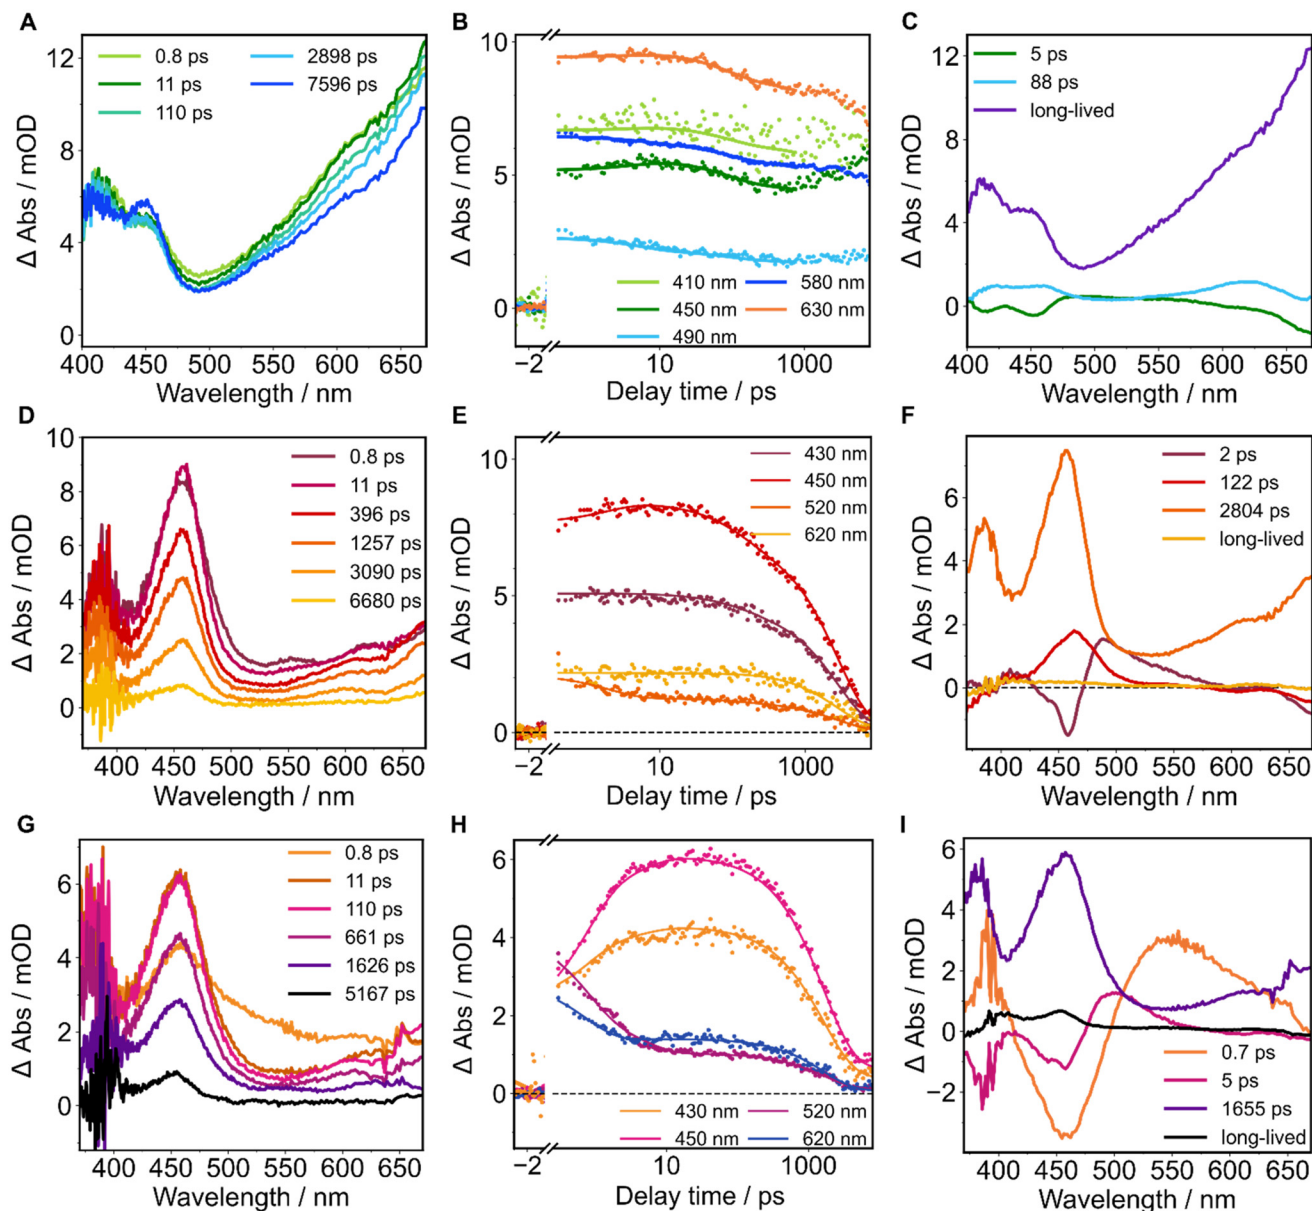 A
0.8 ps 2898 ps
11 ps 7596 ps
110 ps
12
8
4
0
Δ Abs / mOD
400 450 500 550 600 650
Wavelength / nm
B
10
5
0
Δ Abs / mOD
410 nm 580 nm
450 nm 630 nm
490 nm
−2 10 1000
Delay time / ps
C
5 ps
88 ps
long-lived
12
8
4
0
Δ Abs / mOD
400 450 500 550 600 650
Wavelength / nm
D
0.8 ps
11 ps
396 ps
1257 ps
3090 ps
6680 ps
10
8
6
4
2
0
Δ Abs / mOD
400 450 500 550 600 650
Wavelength / nm
E
430 nm
450 nm
520 nm
620 nm
10
5
0
Δ Abs / mOD
−2 10 1000
Delay time / ps
F
2 ps
122 ps
2804 ps
long-lived
6
4
2
0
Δ Abs / mOD
400 450 500 550 600 650
Wavelength / nm
G
0.8 ps
11 ps
110 ps
661 ps
1626 ps
5167 ps
6
4
2
0
Δ Abs / mOD
400 450 500 550 600 650
Wavelength / nm
H
6
4
2
0
Δ Abs / mOD
430 nm 520 nm
450 nm 620 nm
−2 10 1000
Delay time / ps
I
6
4
2
0
−2
Δ Abs / mOD
0.7 ps
5 ps
1655 ps
long-lived
400 450 500 550 600 650
Wavelength / nm